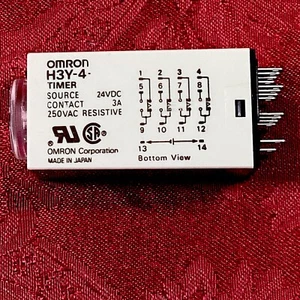 OMRON
H3Y-4-
TIMER
SOURCE 24VDC
CONTACT 3A
250VAC RESISTIVE
OMRON Corporation
MADE IN JAPAN
1 2 3 4
5 6 7 8
9 10 11 12
13 14
Bottom View